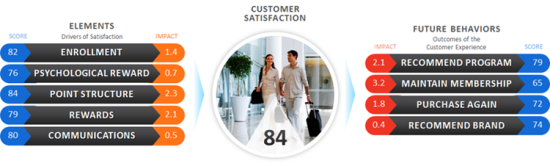 ELEMENTS
Drivers of Satisfaction
SCORE
IMPACT
82 ENROLLMENT 1.4
76 PSYCHOLOGICAL REWARD 0.7
84 POINT STRUCTURE 2.3
79 REWARDS 2.1
80 COMMUNICATIONS 0.5
CUSTOMER
SATISFACTION
84
FUTURE BEHAVIORS
Outcomes of the
Customer Experience
IMPACT
SCORE
2.1 RECOMMEND PROGRAM 79
3.2 MAINTAIN MEMBERSHIP 65
1.8 PURCHASE AGAIN 72
0.4 RECOMMEND BRAND 74